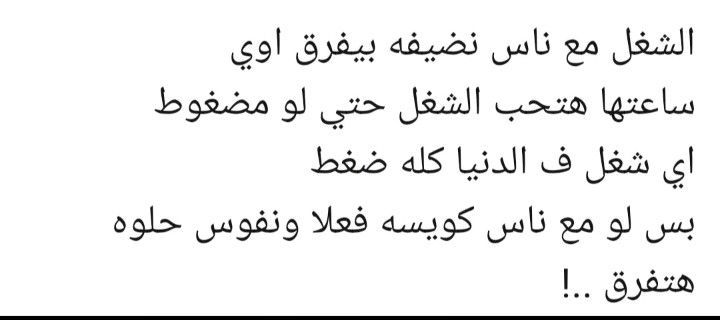 الشغل مع ناس نضيفه بيفرق اوي
ساعتها هتحب الشغل حتي لو مضغوط
اي شغل ف الدنيا كله ضغط
بس لو مع ناس كويسه فعلا ونفوس حلوه
هتفرق ..!